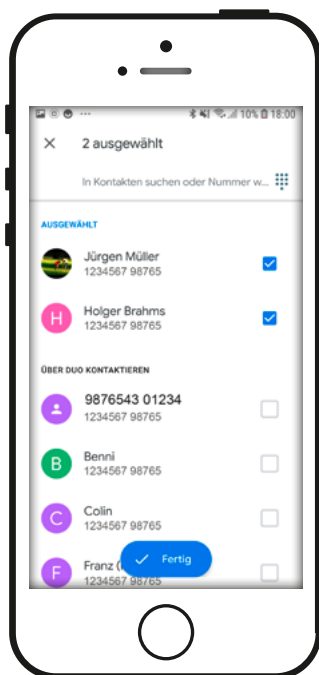 10% 18:00
2 ausgewählt
In Kontakten suchen oder Nummer w...
AUSGEWÄHLT
Jürgen Müller
1234567 98765
H
Holger Brahms
1234567 98765
ÜBER DUO KONTAKTIEREN
9876543 01234
1234567 98765
B
Benni
1234567 98765
C
Colin
1234567 98765
F
Franz (
1234567 98765
Fertig